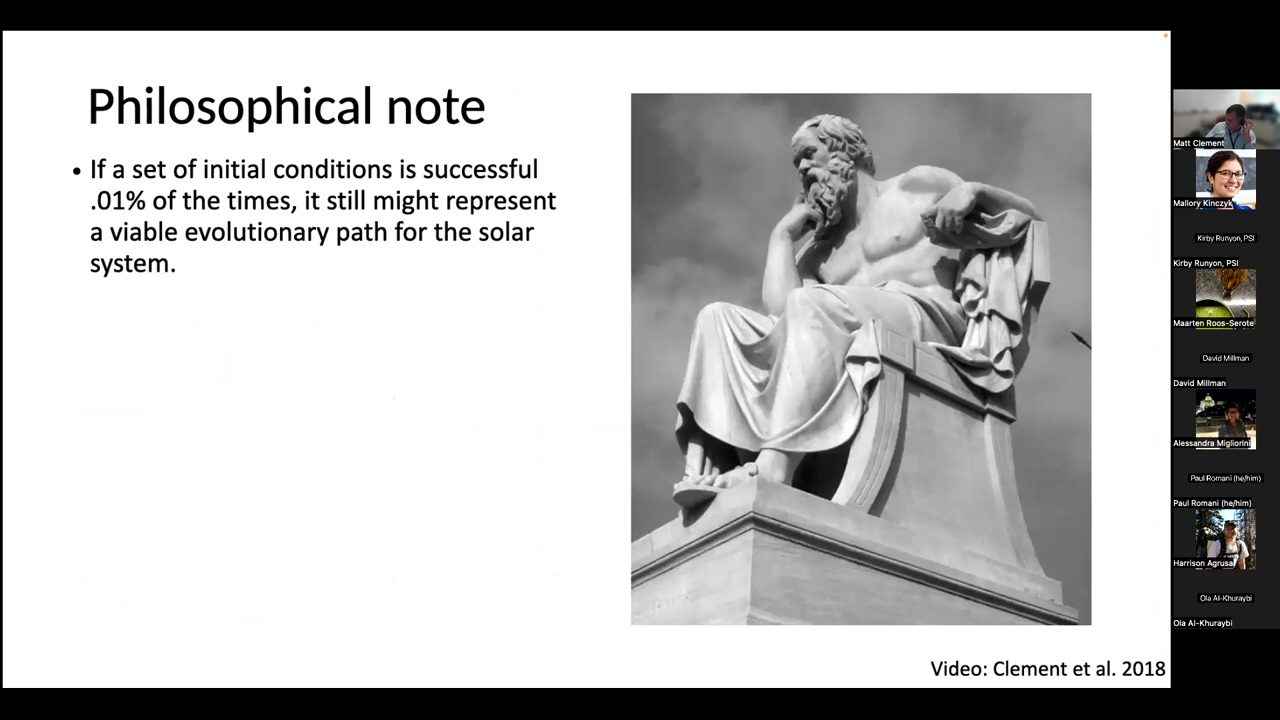 Philosophical note
• If a set of initial conditions is successful
.01% of the times, it still might represent
a viable evolutionary path for the solar
system.
Video: Clement et al. 2018
Matt Clement
Mallory Kinczyk
Kirby Runyon, PSI
Kirby Runyon, PSI
Maarten Roos-Serote
David Millman
David Millman
Alessandra Migliorini
Paul Romani (he/him)
Paul Romani (he/him)
Harrison Agrusa
Ola Al-Khuraybi
Ola Al-Khuraybi